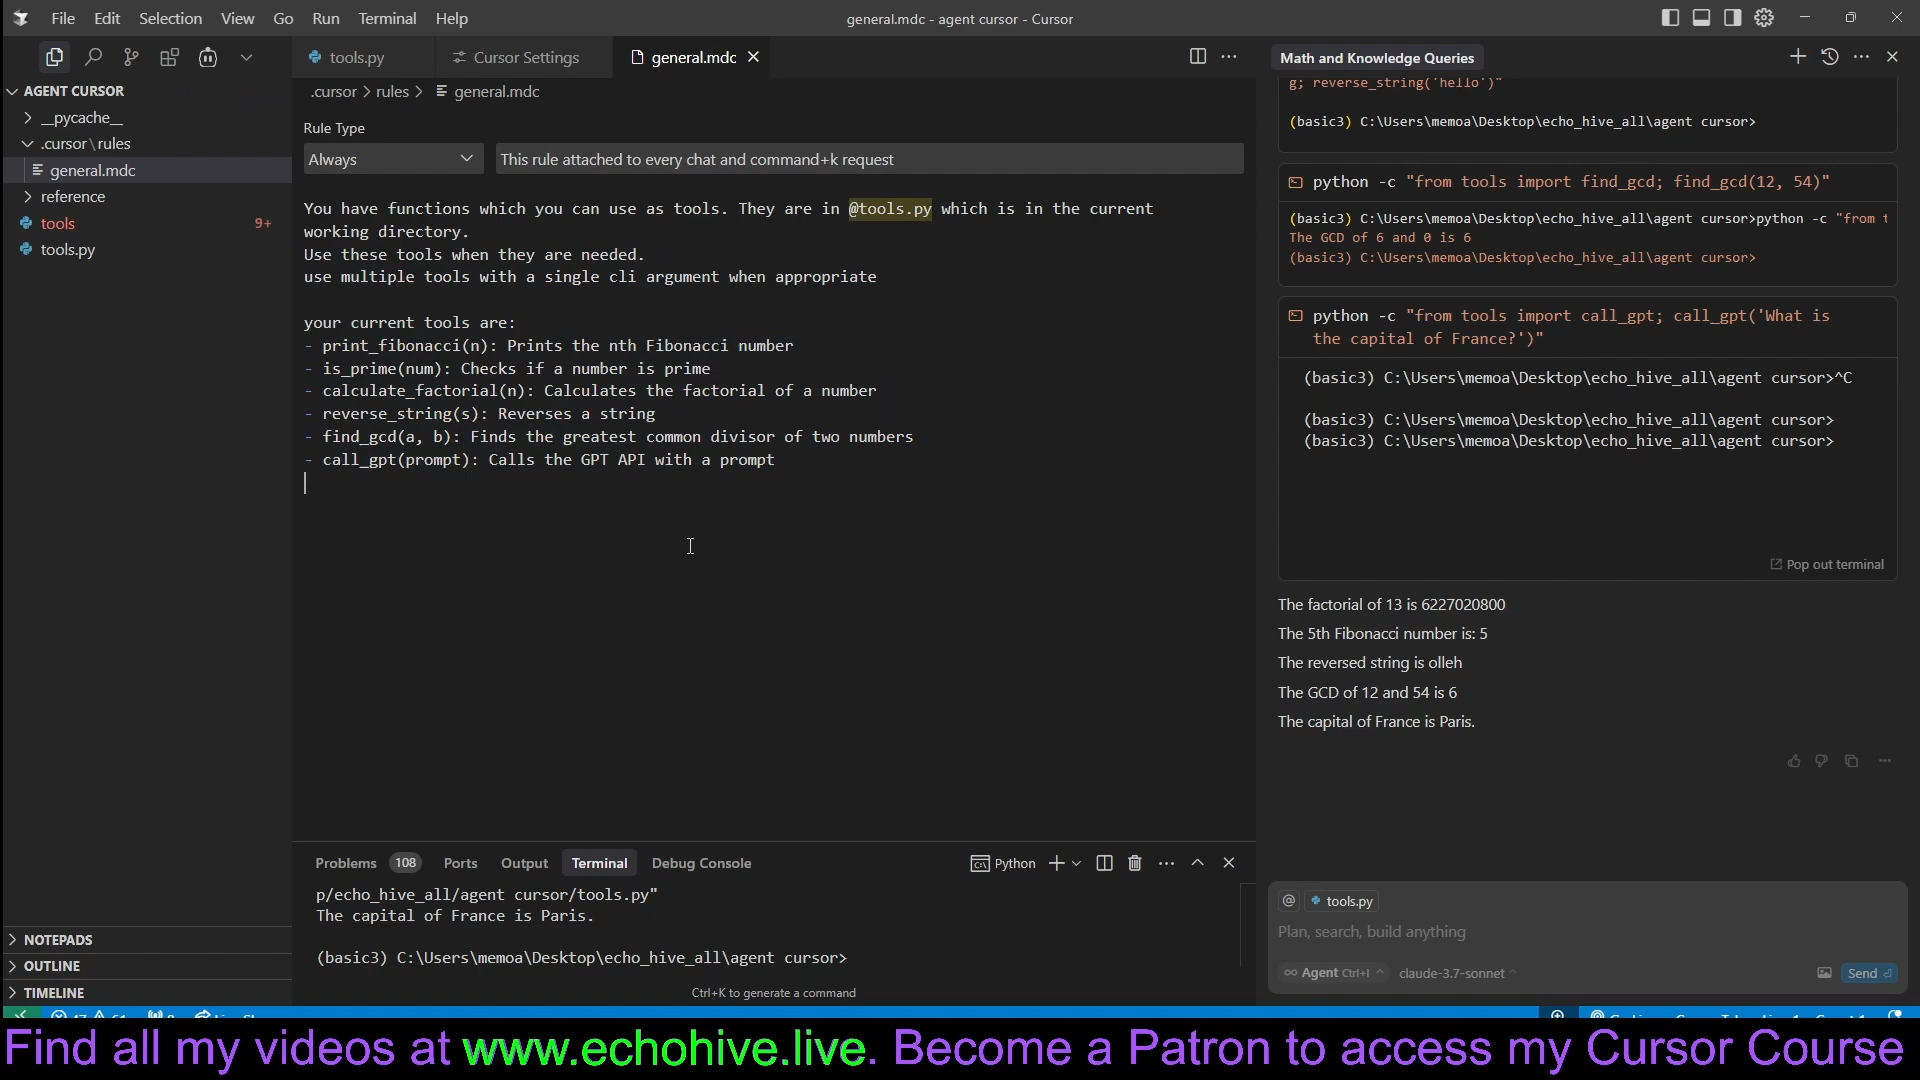 File Edit Selection View Go Run Terminal Help
general.mdc - agent cursor - Cursor
AGENT CURSOR
__pycache__
.cursor\rules
general.mdc
reference
tools 9+
tools.py
NOTEPADS
OUTLINE
TIMELINE
tools.py Cursor Settings general.mdc
.cursor > rules > general.mdc
Rule Type
Always This rule attached to every chat and command+k request
You have functions which you can use as tools. They are in @tools.py which is in the current
working directory.
Use these tools when they are needed.
use multiple tools with a single cli argument when appropriate
your current tools are:
- print_fibonacci(n): Prints the nth Fibonacci number
- is_prime(num): Checks if a number is prime
- calculate_factorial(n): Calculates the factorial of a number
- reverse_string(s): Reverses a string
- find_gcd(a, b): Finds the greatest common divisor of two numbers
- call_gpt(prompt): Calls the GPT API with a prompt
Problems 108 Ports Output Terminal Debug Console Python
p/echo_hive_all/agent cursor/tools.py"
The capital of France is Paris.
(basic3) C:\Users\memoa\Desktop\echo_hive_all\agent cursor>
Ctrl+K to generate a command
Math and Knowledge Queries
g; reverse_string('hello')"
(basic3) C:\Users\memoa\Desktop\echo_hive_all\agent cursor>
python -c "from tools import find_gcd; find_gcd(12, 54)"
(basic3) C:\Users\memoa\Desktop\echo_hive_all\agent cursor>python -c "from t
The GCD of 6 and 0 is 6
(basic3) C:\Users\memoa\Desktop\echo_hive_all\agent cursor>
python -c "from tools import call_gpt; call_gpt('What is
the capital of France?')"
(basic3) C:\Users\memoa\Desktop\echo_hive_all\agent cursor>^C
(basic3) C:\Users\memoa\Desktop\echo_hive_all\agent cursor>
(basic3) C:\Users\memoa\Desktop\echo_hive_all\agent cursor>
Pop out terminal
The factorial of 13 is 6227020800
The 5th Fibonacci number is: 5
The reversed string is olleh
The GCD of 12 and 54 is 6
The capital of France is Paris.
@ tools.py
Plan, search, build anything
Agent Ctrl+I claude-3.7-sonnet Send
Find all my videos at www.echohive.live. Become a Patron to access my Cursor Course